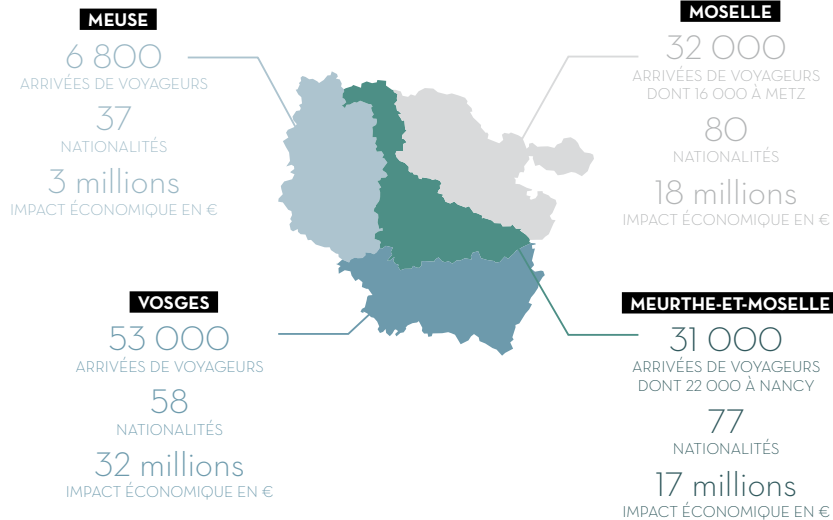 MEUSE
6 800
ARRIVÉES DE VOYAGEURS
37
NATIONALITÉS
3 millions
IMPACT ÉCONOMIQUE EN €
MOSELLE
32 000
ARRIVÉES DE VOYAGEURS
DONT 16 000 À METZ
80
NATIONALITÉS
18 millions
IMPACT ÉCONOMIQUE EN €
VOSGES
53 000
ARRIVÉES DE VOYAGEURS
58
NATIONALITÉS
32 millions
IMPACT ÉCONOMIQUE EN €
MEURTHE-ET-MOSELLE
31 000
ARRIVÉES DE VOYAGEURS
DONT 22 000 À NANCY
77
NATIONALITÉS
17 millions
IMPACT ÉCONOMIQUE EN €